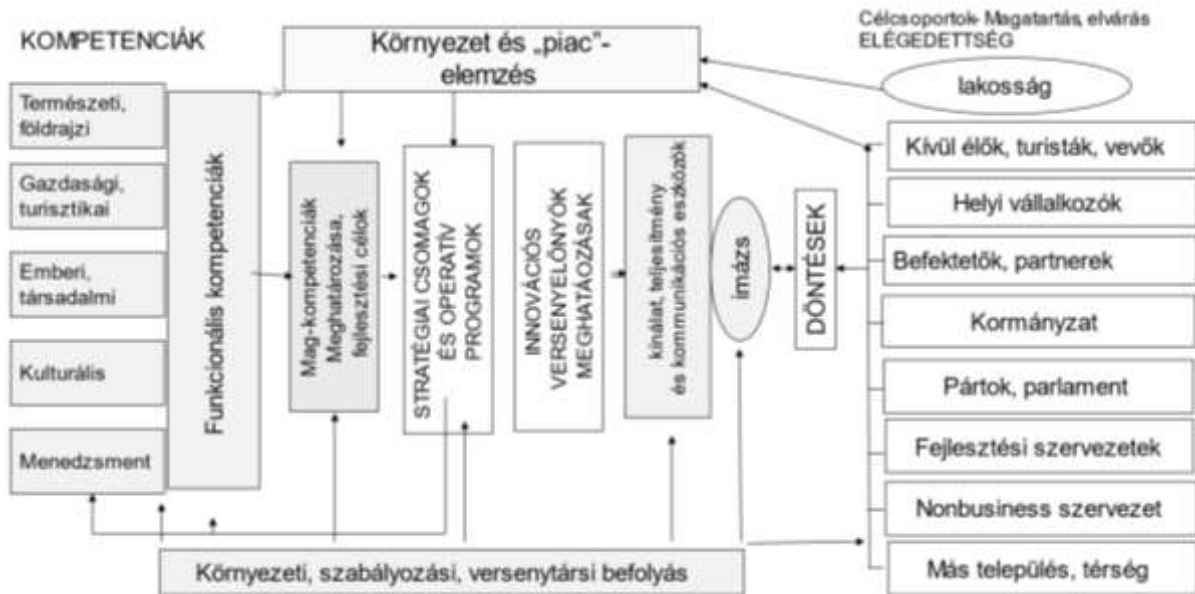 KOMPETENCIÁK
Környezet és „piac”-
elemzés
Célcsoportok- Magatartás, elvárás
ELÉGEDETTSÉG
Természeti,
földrajzi
Gazdasági,
turisztikai
Emberi,
társadalmi
Kulturális
Menedzsment
Funkcionális kompetenciák
Mag-kompetenciák
Meghatározása,
fejlesztési célok
STRATÉGIAI CSOMAGOK
ÉS OPERATÍV
PROGRAMOK
INNOVÁCIÓS
VERSENYELŐNYÖK
MEGHATÁOZÁSAK
kínálat, teljesítmény
és kommunikációs eszközök
imázs
DÖNTÉSEK
lakosság
Kívül élők, turisták, vevők
Helyi vállalkozók
Befektetők, partnerek
Kormányzat
Pártok, parlament
Fejlesztési szervezetek
Nonbusiness szervezet
Más település, térség
Környezeti, szabályozási, versenytársi befolyás